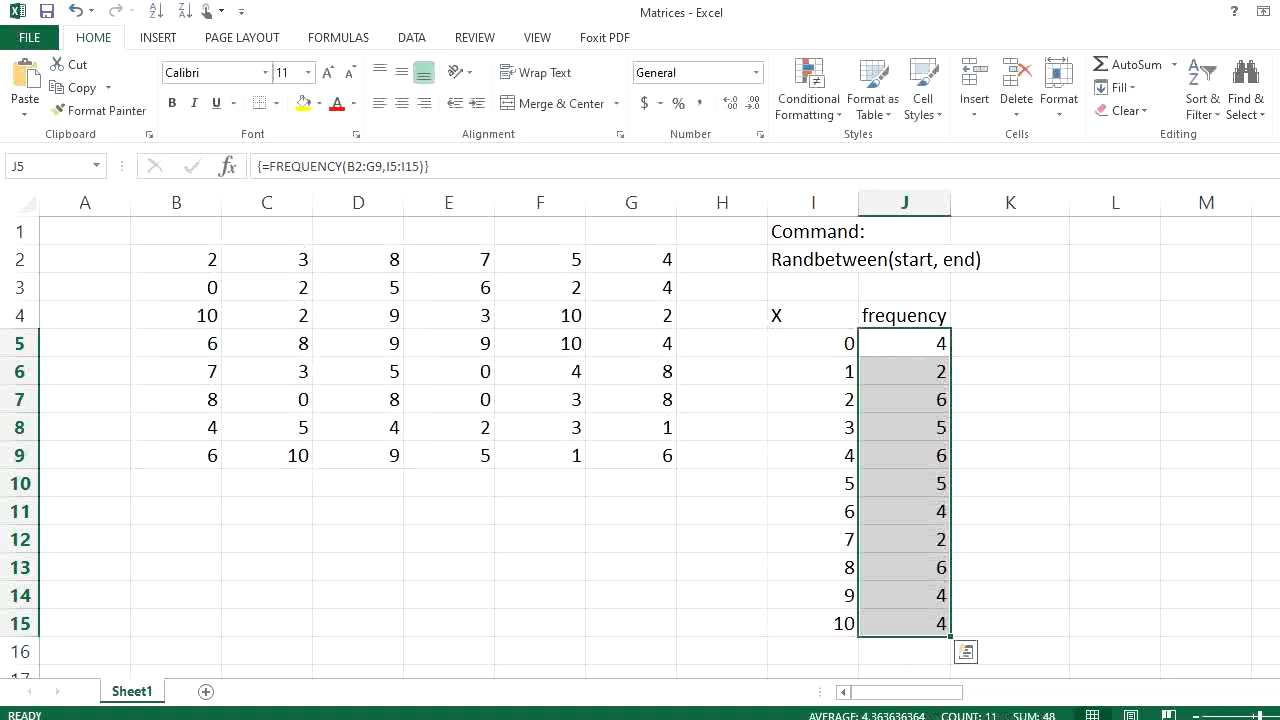 Matrices - Excel
?
FILE HOME INSERT PAGE LAYOUT FORMULAS DATA REVIEW VIEW Foxit PDF
Paste Cut Copy Format Painter Clipboard
Calibri 11 A A B I U A Font
Wrap Text Merge & Center Alignment
General $ % , Number
Conditional Formatting Format as Table Cell Styles Styles
Insert Delete Format Cells
AutoSum Fill Clear Sort & Filter Find & Select Editing
J5 fx {=FREQUENCY(B2:G9,I5:I15)}
A B C D E F G H I J K L M
1 Command:
2 2 3 8 7 5 4 Randbetween(start, end)
3 0 2 5 6 2 4
4 10 2 9 3 10 2 X frequency
5 6 8 9 9 10 4 0 4
6 7 3 5 0 4 8 1 2
7 8 0 8 0 3 8 2 6
8 4 5 4 2 3 1 3 5
9 6 10 9 5 1 6 4 6
10 5 5
11 6 4
12 7 2
13 8 6
14 9 4
15 10 4
16
17
Sheet1
READY AVERAGE: 4.363636364 COUNT: 11 SUM: 48